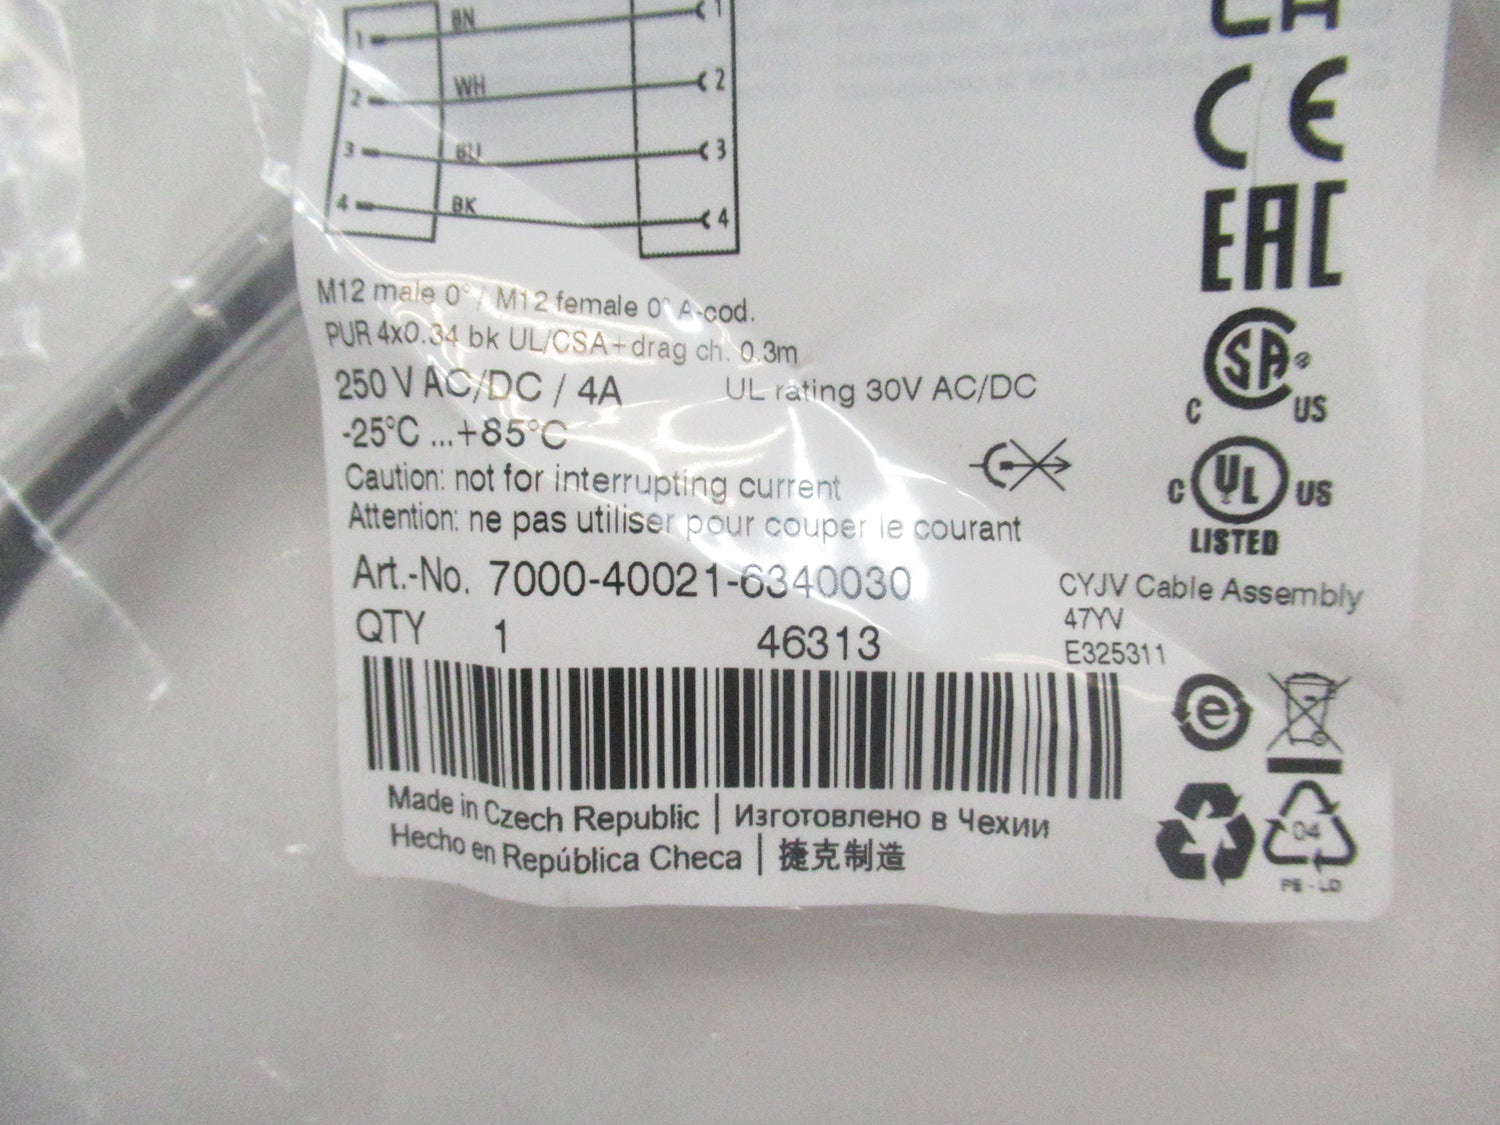 1 BN 1
2 WH 2
3 BU 3
4 BK 4
CE
EAC
M12 male 0° / M12 female 0° A-cod.
PUR 4x0.34 bk UL/CSA+drag ch. 0.3m
250 V AC/DC / 4A UL rating 30V AC/DC
-25°C ...+85°C
SA ®
C US
Caution: not for interrupting current
C UL US
LISTED
Attention: ne pas utiliser pour couper le courant
Art.-No. 7000-40021-6340030
CYJV Cable Assembly
47YV
E325311
QTY 1 46313
e
Made in Czech Republic | Изготовлено в Чехии
Hecho en República Checa | 捷克制造
04
PE-LD